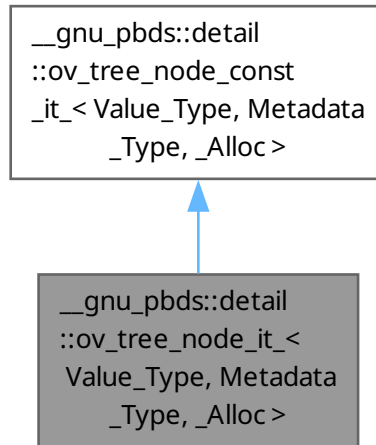 __gnu_pbds::detail
::ov_tree_node_const
_it_< Value_Type, Metadata
_Type, _Alloc >
__gnu_pbds::detail
::ov_tree_node_it_<
Value_Type, Metadata
_Type, _Alloc >